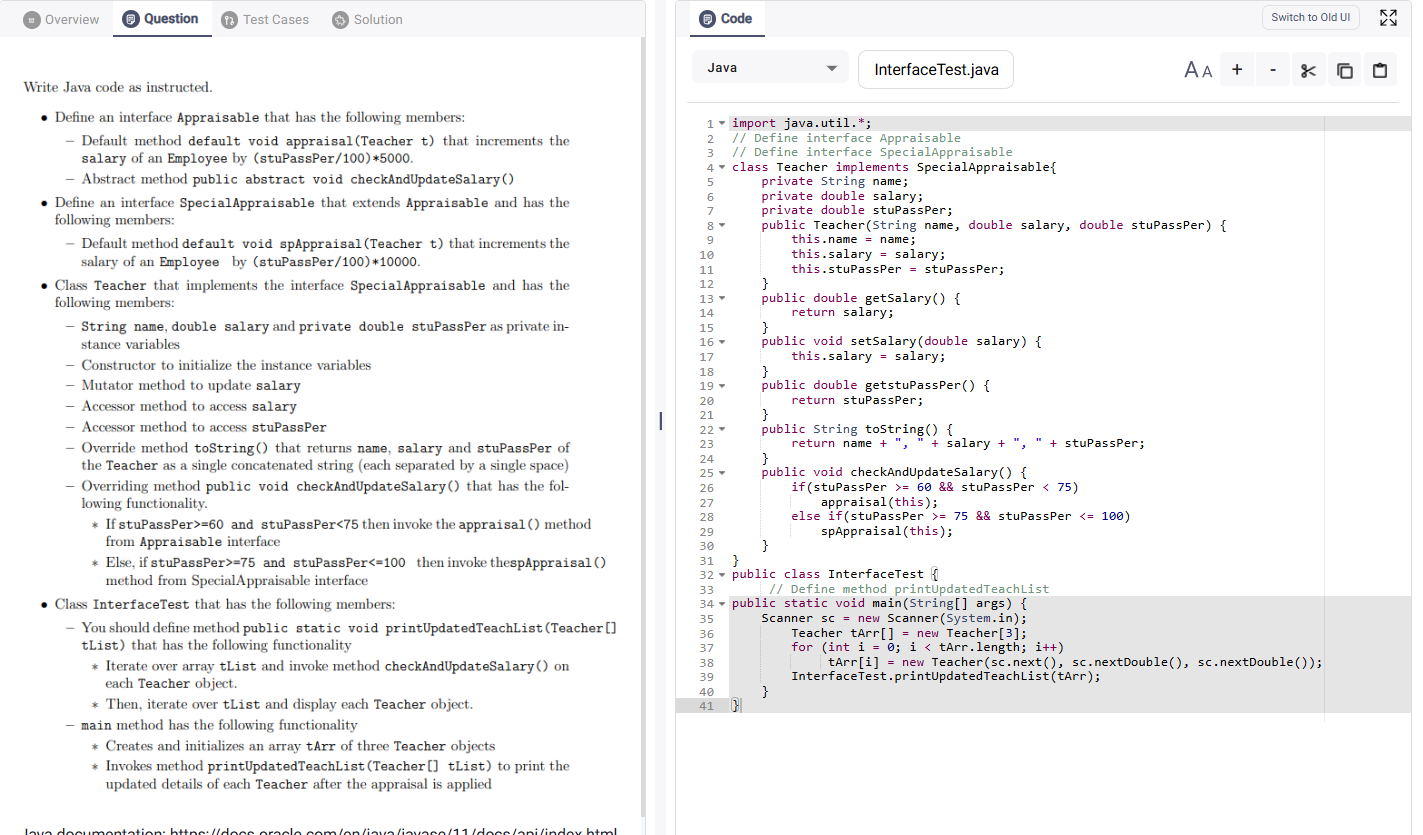 Overview
Question
Test Cases
Solution
Write Java code as instructed.
• Define an interface Appraisable that has the following members:
– Default method default void appraisal(Teacher t) that increments the
salary of an Employee by (stuPassPer/100)*5000.
– Abstract method public abstract void checkAndUpdateSalary()
• Define an interface SpecialAppraisable that extends Appraisable and has the
following members:
– Default method default void spAppraisal(Teacher t) that increments the
salary of an Employee by (stuPassPer/100)*10000.
• Class Teacher that implements the interface SpecialAppraisable and has the
following members:
– String name, double salary and private double stuPassPer as private in-
stance variables
– Constructor to initialize the instance variables
– Mutator method to update salary
– Accessor method to access salary
– Accessor method to access stuPassPer
– Override method toString() that returns name, salary and stuPassPer of
the Teacher as a single concatenated string (each separated by a single space)
– Overriding method public void checkAndUpdateSalary() that has the fol-
lowing functionality.
* If stuPassPer>=60 and stuPassPer<75 then invoke the appraisal() method
from Appraisable interface
* Else, if stuPassPer>=75 and stuPassPer<=100 then invoke thespAppraisal()
method from SpecialAppraisable interface
• Class InterfaceTest that has the following members:
– You should define method public static void printUpdatedTeachList(Teacher[]
tList) that has the following functionality
* Iterate over array tList and invoke method checkAndUpdateSalary() on
each Teacher object.
* Then, iterate over tList and display each Teacher object.
– main method has the following functionality
* Creates and initializes an array tArr of three Teacher objects
* Invokes method printUpdatedTeachList(Teacher[] tList) to print the
updated details of each Teacher after the appraisal is applied
Java documentation: https://docs.oracle.com/en/java/javase/11/docs/api/index.html
Code
Switch to Old UI
Java
InterfaceTest.java
A A + -
1 import java.util.*;
2 // Define interface Appraisable
3 // Define interface SpecialAppraisable
4 class Teacher implements SpecialAppraisable{
5 private String name;
6 private double salary;
7 private double stuPassPer;
8 public Teacher(String name, double salary, double stuPassPer) {
9 this.name = name;
10 this.salary = salary;
11 this.stuPassPer = stuPassPer;
12 }
13 public double getSalary() {
14 return salary;
15 }
16 public void setSalary(double salary) {
17 this.salary = salary;
18 }
19 public double getstuPassPer() {
20 return stuPassPer;
21 }
22 public String toString() {
23 return name + ", " + salary + ", " + stuPassPer;
24 }
25 public void checkAndUpdateSalary() {
26 if(stuPassPer >= 60 && stuPassPer < 75)
27 appraisal(this);
28 else if(stuPassPer >= 75 && stuPassPer <= 100)
29 spAppraisal(this);
30 }
31 }
32 public class InterfaceTest {
33 // Define method printUpdatedTeachList
34 public static void main(String[] args) {
35 Scanner sc = new Scanner(System.in);
36 Teacher tArr[] = new Teacher[3];
37 for (int i = 0; i < tArr.length; i++)
38 tArr[i] = new Teacher(sc.next(), sc.nextDouble(), sc.nextDouble());
39 InterfaceTest.printUpdatedTeachList(tArr);
40 }
41 }